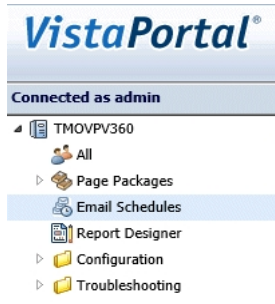 VistaPortal®
Connected as admin
TMOVPV360
All
Page Packages
Email Schedules
Report Designer
Configuration
Troubleshooting